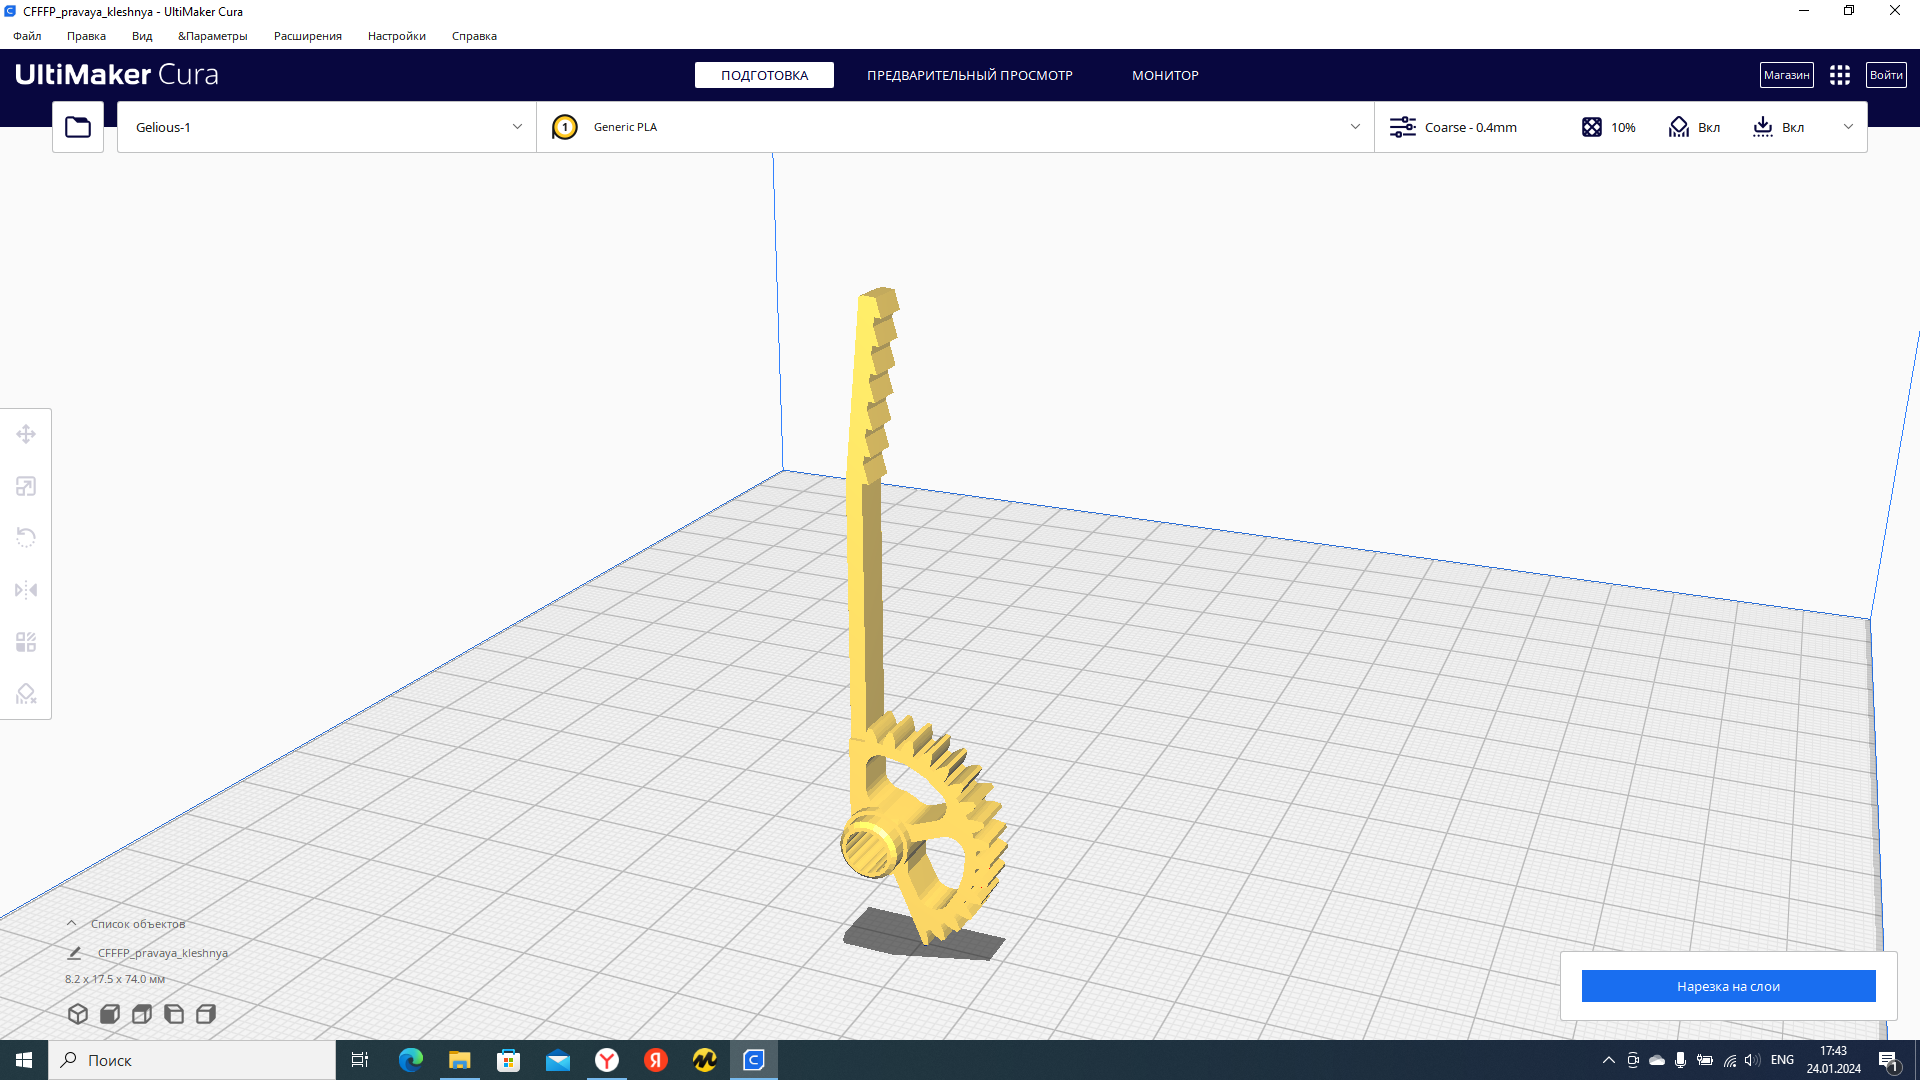 CFFFP_pravaya_kleshnya - UltiMaker Cura
Файл Правка Вид &Параметры Расширения Настройки Справка
UltiMaker Cura ПОДГОТОВКА ПРЕДВАРИТЕЛЬНЫЙ ПРОСМОТР МОНИТОР Магазин Войти
Gelious-1 1 Generic PLA Coarse - 0.4mm 10% Вкл Вкл
Список объектов
CFFFP_pravaya_kleshnya
8.2 x 17.5 x 74.0 мм
Нарезка на слои
Поиск
ENG
17:43
24.01.2024
1